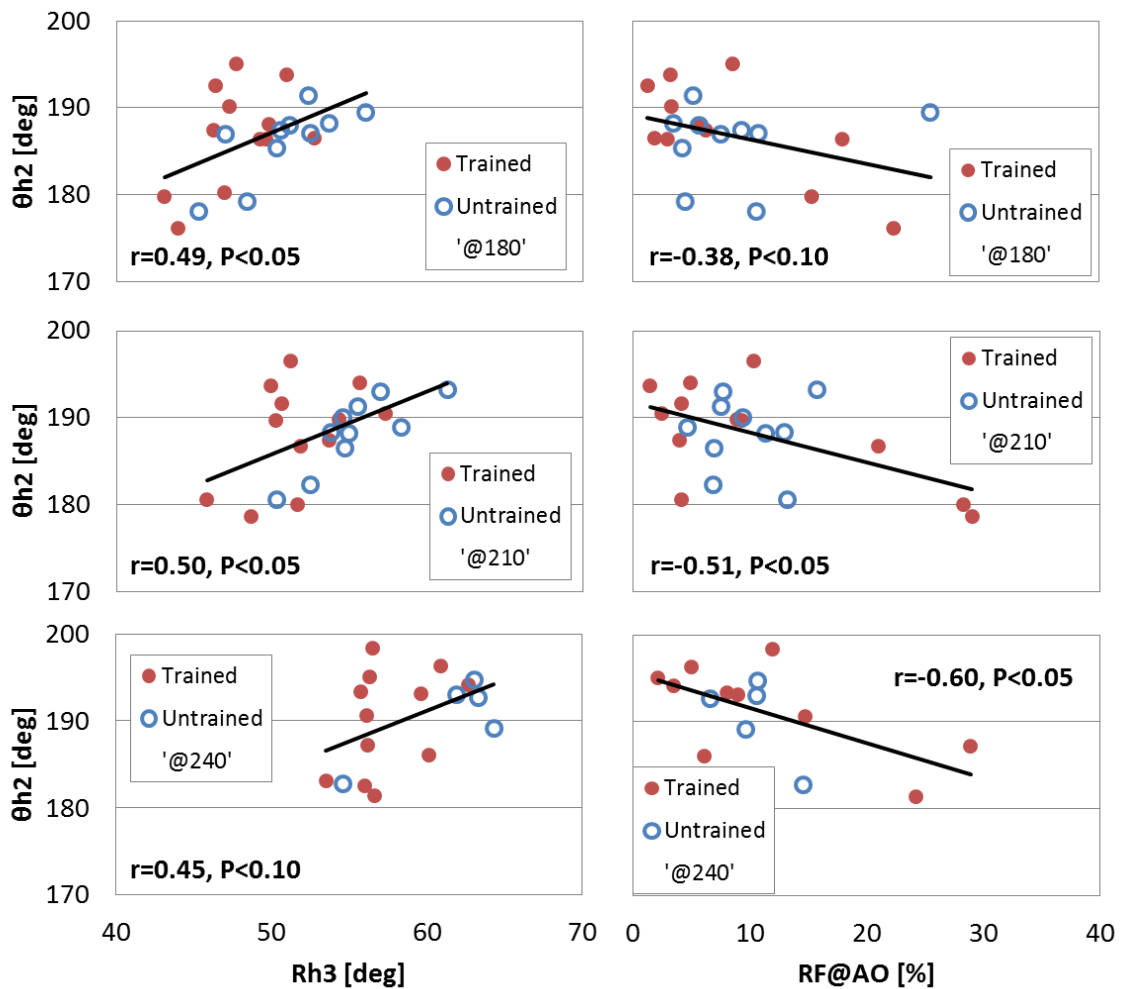 200
190
180
170
θh2 [deg]
Trained
Untrained
'@180'
r=0.49, P<0.05
Trained
Untrained
'@180'
r=-0.38, P<0.10
200
190
180
170
θh2 [deg]
Trained
Untrained
'@210'
r=0.50, P<0.05
Trained
Untrained
'@210'
r=-0.51, P<0.05
200
190
180
170
θh2 [deg]
Trained
Untrained
'@240'
r=0.45, P<0.10
r=-0.60, P<0.05
Trained
Untrained
'@240'
40 50 60 70
Rh3 [deg]
0 10 20 30 40
RF@AO [%]